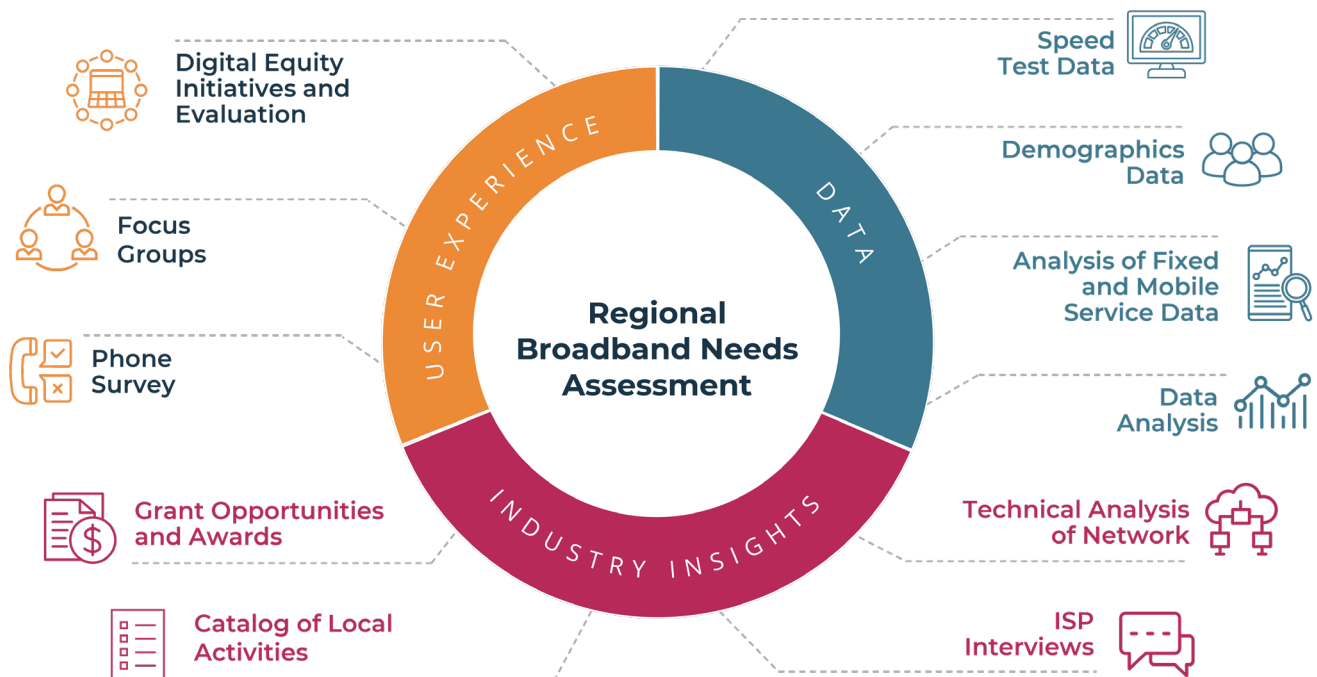 Digital Equity
Initiatives and
Evaluation
Focus
Groups
Phone
Survey
Grant Opportunities
and Awards
Catalog of Local
Activities
USER EXPERIENCE
DATA
INDUSTRY INSIGHTS
Regional
Broadband Needs
Assessment
Speed
Test Data
Demographics
Data
Analysis of Fixed
and Mobile
Service Data
Data
Analysis
Technical Analysis
of Network
ISP
Interviews